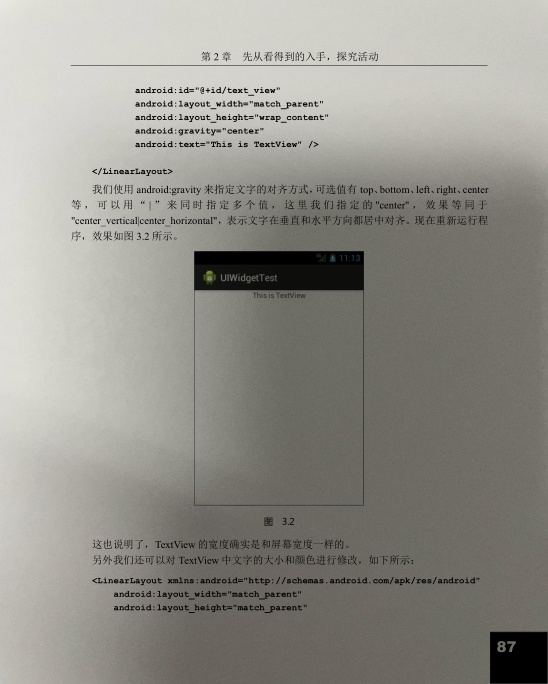 第 2 章　先从看得到的入手，探究活动
android:id="@+id/text_view"
android:layout_width="match_parent"
android:layout_height="wrap_content"
android:gravity="center"
android:text="This is TextView" />
</LinearLayout>
我们使用 android:gravity 来指定文字的对齐方式，可选值有 top、bottom、left、right、center
等，可以用“|”来同时指定多个值，这里我们指定的"center"，效果等同于
"center_vertical|center_horizontal"，表示文字在垂直和水平方向都居中对齐。现在重新运行程
序，效果如图 3.2 所示。
11:13
UIWidgetTest
This is TextView
图 3.2
这也说明了，TextView 的宽度确实是和屏幕宽度一样的。
另外我们还可以对 TextView 中文字的大小和颜色进行修改，如下所示：
<LinearLayout xmlns:android="http://schemas.android.com/apk/res/android"
android:layout_width="match_parent"
android:layout_height="match_parent"
87